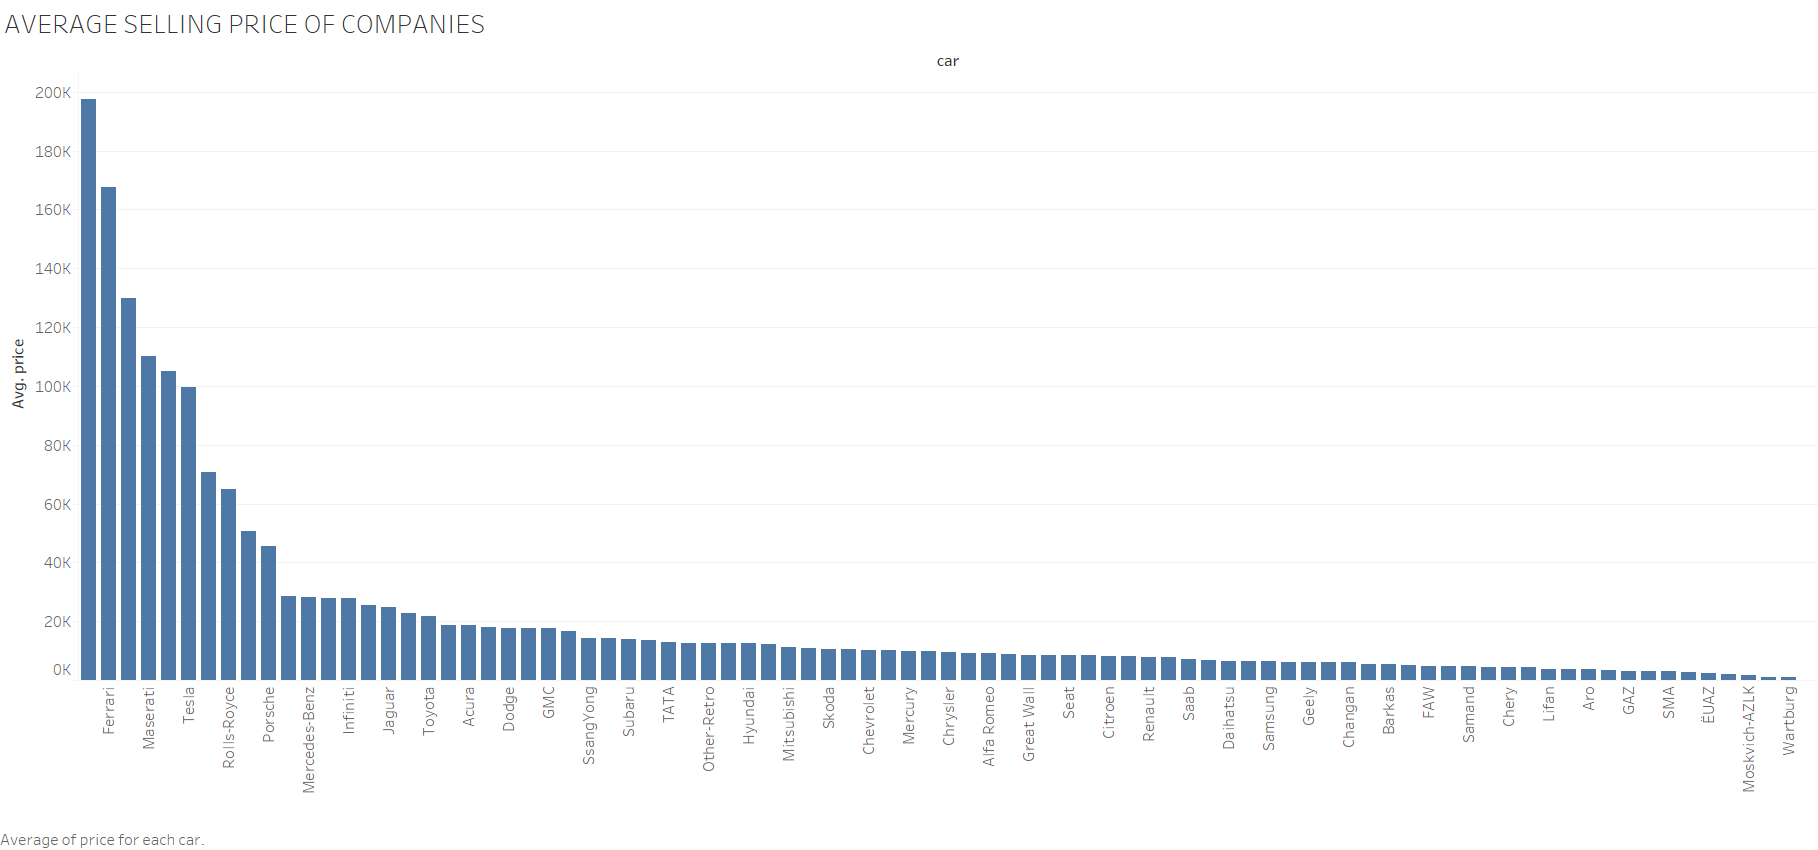 AVERAGE SELLING PRICE OF COMPANIES
car
Avg. price
200K
180K
160K
140K
120K
100K
80K
60K
40K
20K
0K
Ferrari
Maserati
Tesla
Rolls-Royce
Porsche
Mercedes-Benz
Infiniti
Jaguar
Toyota
Acura
Dodge
GMC
SsangYong
Subaru
TATA
Other-Retro
Hyundai
Mitsubishi
Skoda
Chevrolet
Mercury
Chrysler
Alfa Romeo
Great Wall
Seat
Citroen
Renault
Saab
Daihatsu
Samsung
Geely
Changan
Barkas
FAW
Samand
Chery
Lifan
Aro
GAZ
SMA
ËUAZ
Moskvich-AZLK
Wartburg
Average of price for each car.